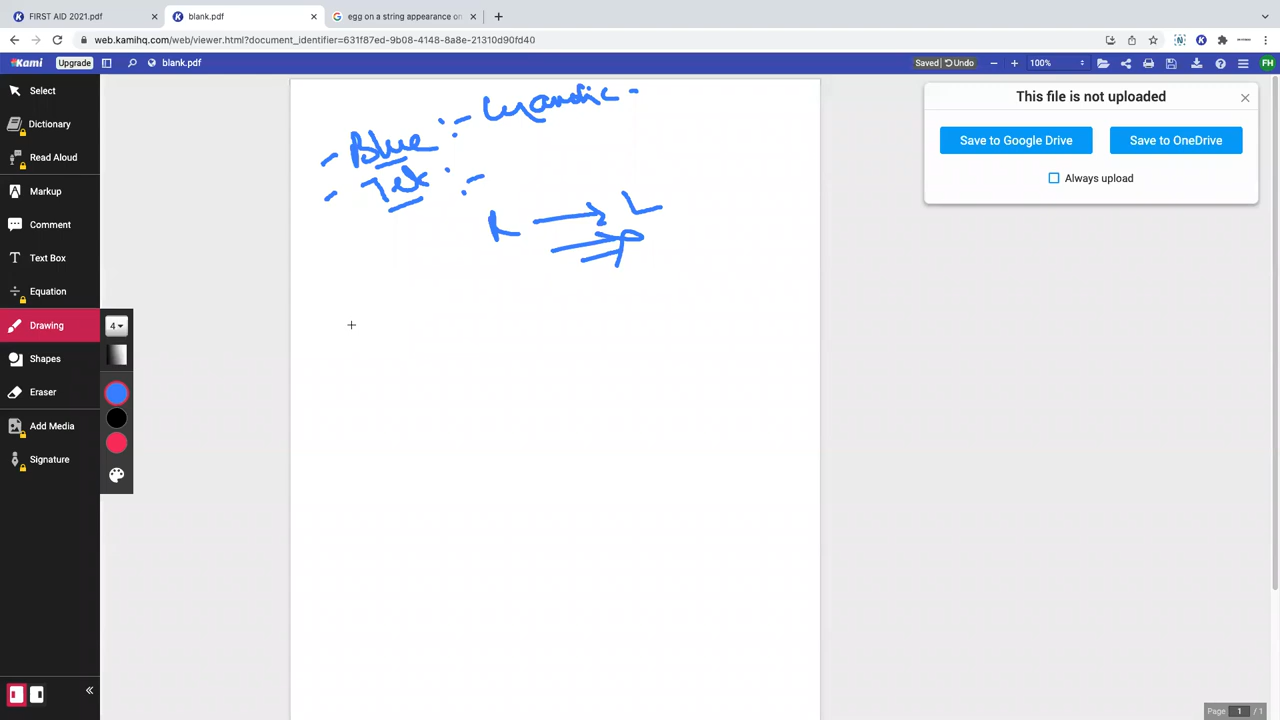 FIRST AID 2021.pdf
blank.pdf
egg on a string appearance on
web.kamihq.com/web/viewer.html?document_identifier=631f87ed-9b08-4148-8a8e-21310d90fd40
Kami
Upgrade
blank.pdf
Saved
Undo
100%
FH
Select
Dictionary
Read Aloud
Markup
Comment
Text Box
Equation
Drawing
Shapes
Eraser
Add Media
Signature
4
This file is not uploaded
Save to Google Drive
Save to OneDrive
Always upload
- Blue :- Cyanotic -
- Tet :-
R → L
Page 1 / 1